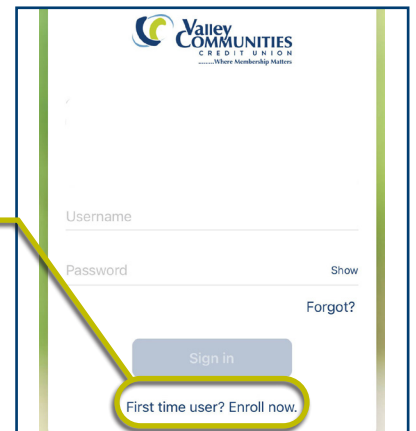 Valley
COMMUNITIES
CREDIT UNION
.........Where Membership Matters
Username
Password Show
Forgot?
Sign in
First time user? Enroll now.